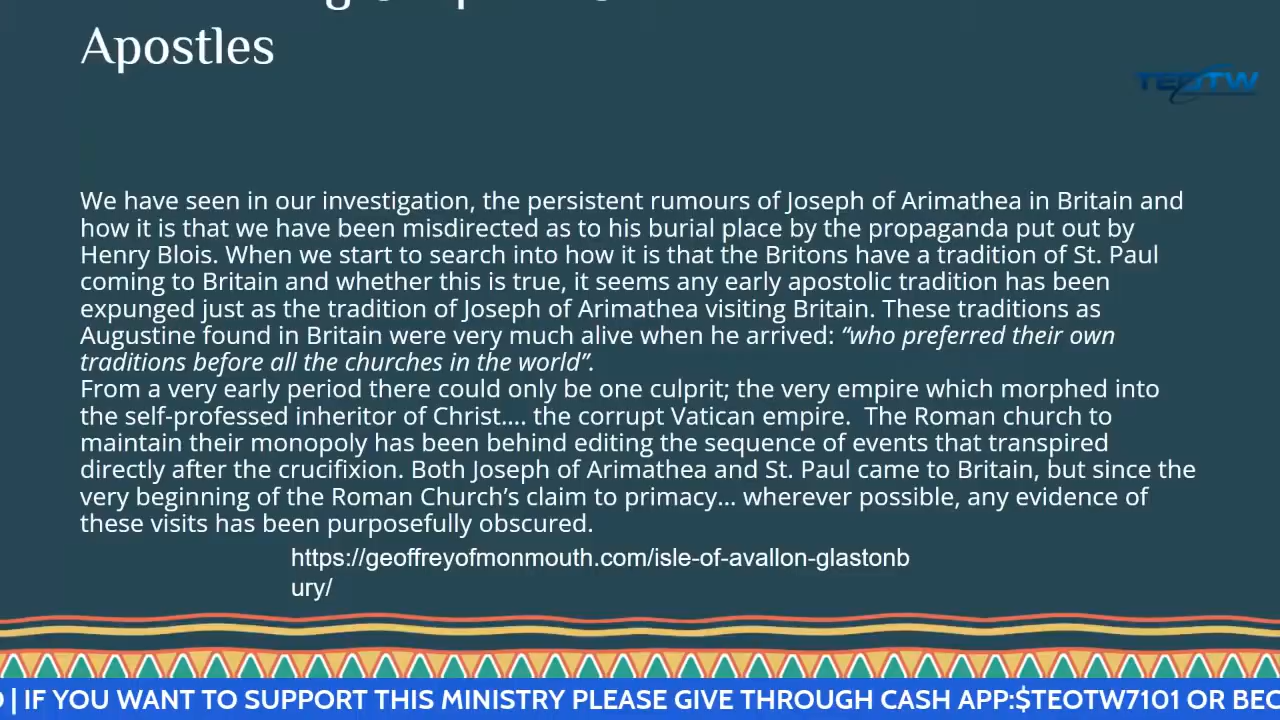 Apostles
TEOTW
We have seen in our investigation, the persistent rumours of Joseph of Arimathea in Britain and
how it is that we have been misdirected as to his burial place by the propaganda put out by
Henry Blois. When we start to search into how it is that the Britons have a tradition of St. Paul
coming to Britain and whether this is true, it seems any early apostolic tradition has been
expunged just as the tradition of Joseph of Arimathea visiting Britain. These traditions as
Augustine found in Britain were very much alive when he arrived: “who preferred their own
traditions before all the churches in the world”.
From a very early period there could only be one culprit; the very empire which morphed into
the self-professed inheritor of Christ…. the corrupt Vatican empire.  The Roman church to
maintain their monopoly has been behind editing the sequence of events that transpired
directly after the crucifixion. Both Joseph of Arimathea and St. Paul came to Britain, but since the
very beginning of the Roman Church’s claim to primacy… wherever possible, any evidence of
these visits has been purposefully obscured.
https://geoffreyofmonmouth.com/isle-of-avallon-glastonb
ury/
| IF YOU WANT TO SUPPORT THIS MINISTRY PLEASE GIVE THROUGH CASH APP:$TEOTW7101 OR BEC